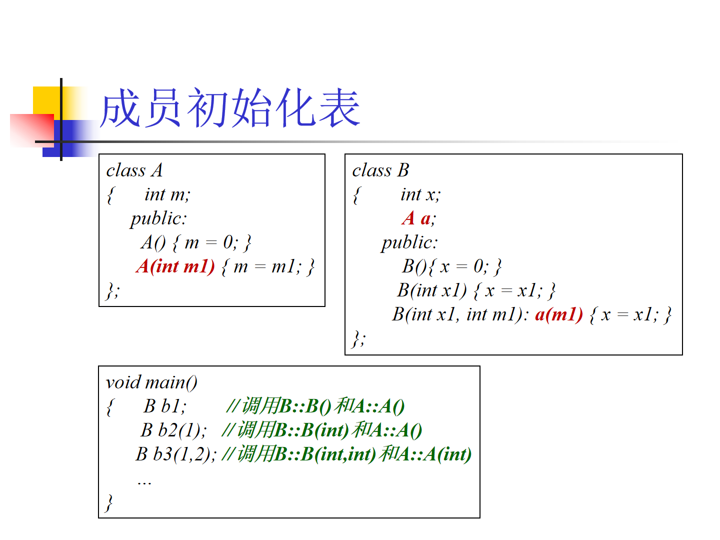 成员初始化表
class A
{ int m;
public:
A() { m = 0; }
A(int m1) { m = m1; }
};
class B
{ int x;
A a;
public:
B(){ x = 0; }
B(int x1) { x = x1; }
B(int x1, int m1): a(m1) { x = x1; }
};
void main()
{ B b1; //调用B::B()和A::A()
B b2(1); //调用B::B(int)和A::A()
B b3(1,2); //调用B::B(int,int)和A::A(int)
...
}